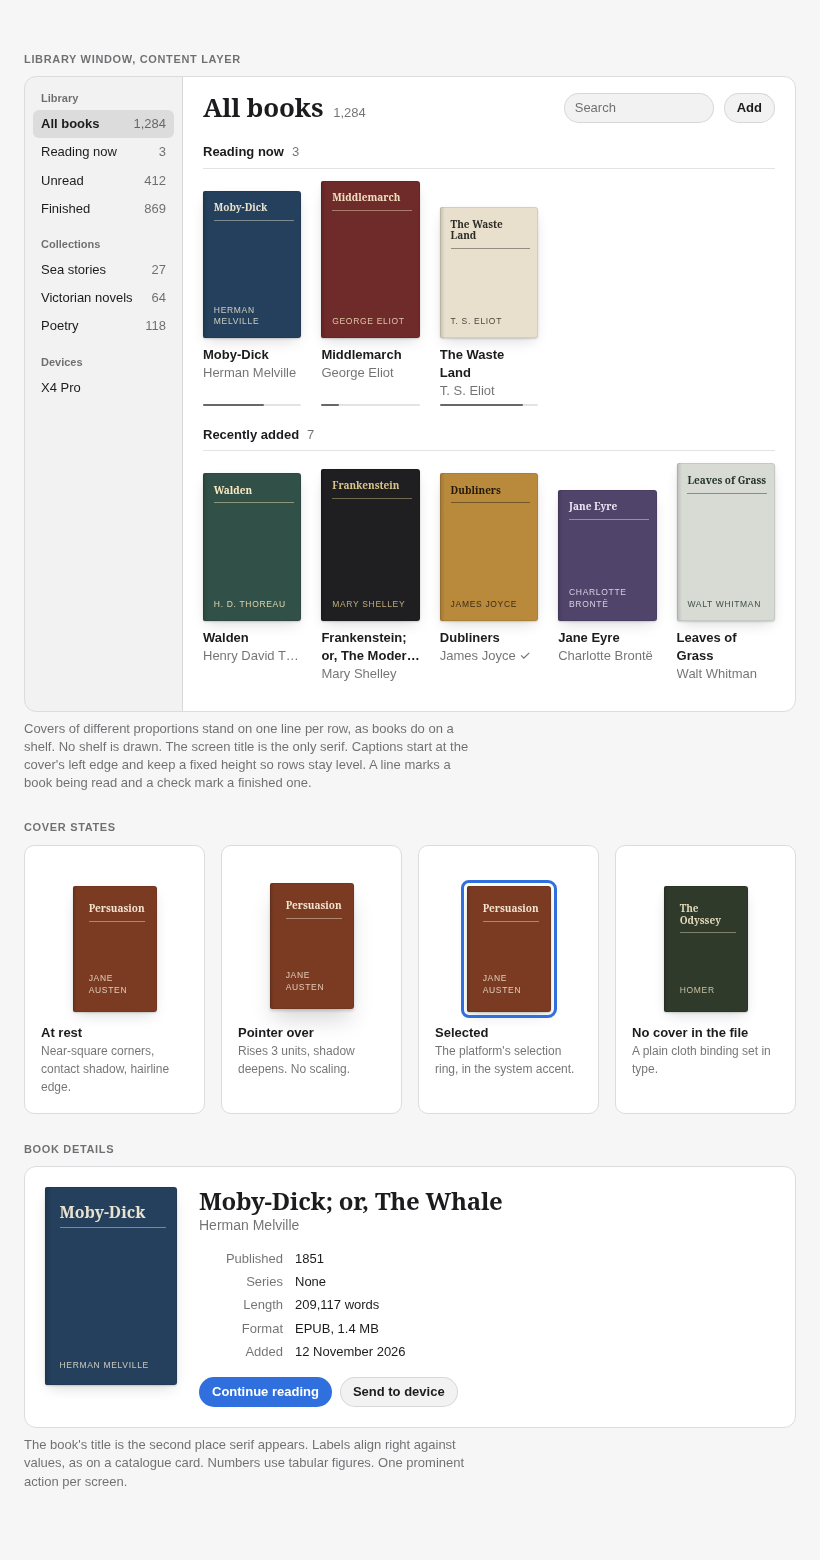 LIBRARY WINDOW, CONTENT LAYER
Library
All books 1,284
Reading now 3
Unread 412
Finished 869
Collections
Sea stories 27
Victorian novels 64
Poetry 118
Devices
X4 Pro
All books 1,284
Search
Add
Reading now 3
Moby-Dick
HERMAN
MELVILLE
Middlemarch
GEORGE ELIOT
The Waste
Land
T. S. ELIOT
Moby-Dick
Herman Melville
Middlemarch
George Eliot
The Waste
Land
T. S. Eliot
Recently added 7
Walden
H. D. THOREAU
Frankenstein
MARY SHELLEY
Dubliners
JAMES JOYCE
Jane Eyre
CHARLOTTE
BRONTË
Leaves of Grass
WALT WHITMAN
Walden
Henry David T…
Frankenstein;
or, The Moder…
Mary Shelley
Dubliners
James Joyce ✓
Jane Eyre
Charlotte Brontë
Leaves of
Grass
Walt Whitman
Covers of different proportions stand on one line per row, as books do on a
shelf. No shelf is drawn. The screen title is the only serif. Captions start at the
cover's left edge and keep a fixed height so rows stay level. A line marks a
book being read and a check mark a finished one.
COVER STATES
Persuasion
JANE
AUSTEN
At rest
Near-square corners,
contact shadow, hairline
edge.
Persuasion
JANE
AUSTEN
Pointer over
Rises 3 units, shadow
deepens. No scaling.
Persuasion
JANE
AUSTEN
Selected
The platform's selection
ring, in the system accent.
The
Odyssey
HOMER
No cover in the file
A plain cloth binding set in
type.
BOOK DETAILS
Moby-Dick
HERMAN MELVILLE
Moby-Dick; or, The Whale
Herman Melville
Published 1851
Series None
Length 209,117 words
Format EPUB, 1.4 MB
Added 12 November 2026
Continue reading
Send to device
The book's title is the second place serif appears. Labels align right against
values, as on a catalogue card. Numbers use tabular figures. One prominent
action per screen.